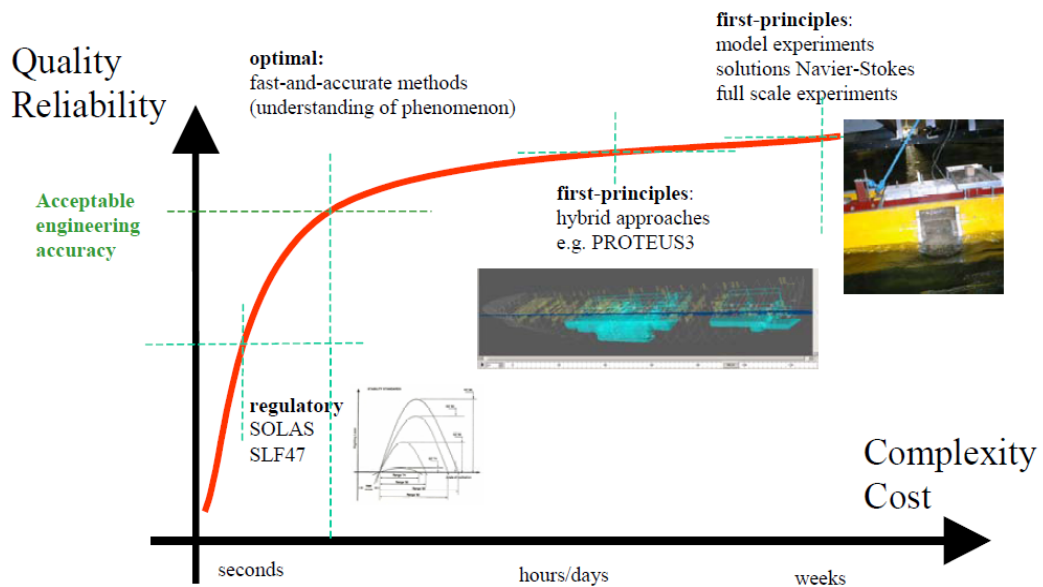 Quality
Reliability
optimal:
fast-and-accurate methods
(understanding of phenomenon)
first-principles:
model experiments
solutions Navier-Stokes
full scale experiments
Acceptable
engineering
accuracy
first-principles:
hybrid approaches
e.g. PROTEUS3
regulatory
SOLAS
SLF47
Complexity
Cost
seconds
hours/days
weeks